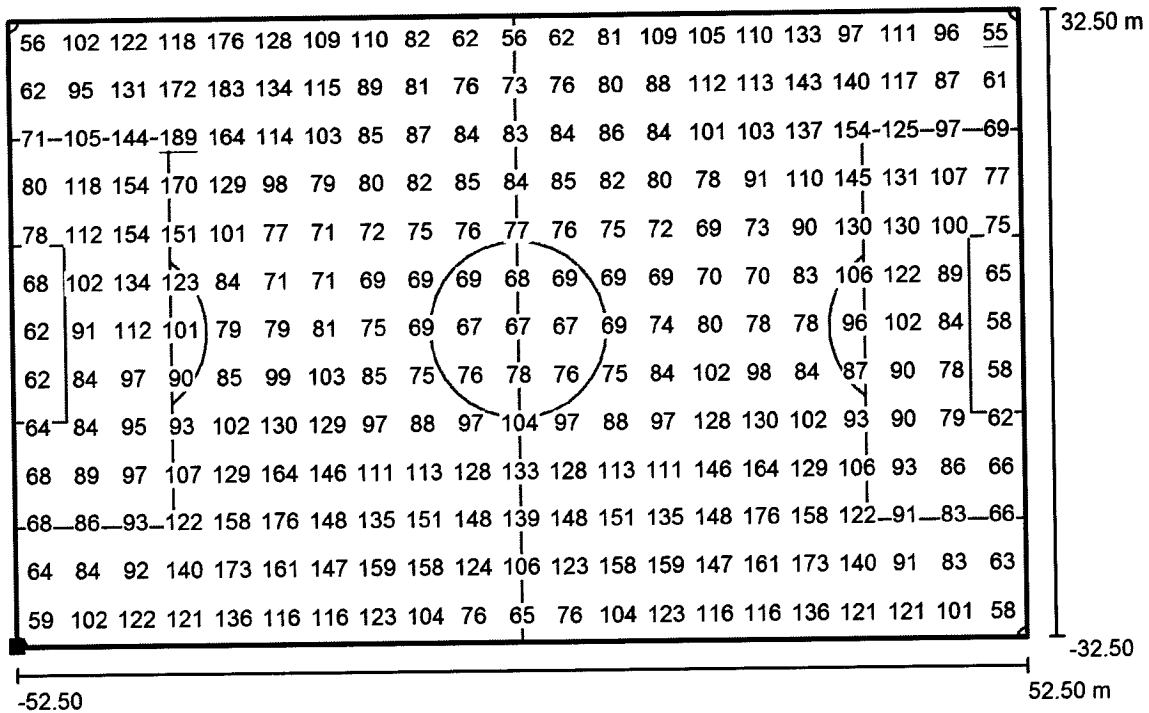 56 102 122 118 176 128 109 110 82 62 56 62 81 109 105 110 133 97 111 96 55
32.50 m
62 95 131 172 183 134 115 89 81 76 73 76 80 88 112 113 143 140 117 87 61
71 105 144 189 164 114 103 85 87 84 83 84 86 84 101 103 137 154 125 97 69
80 118 154 170 129 98 79 80 82 85 84 85 82 80 78 91 110 145 131 107 77
78 112 154 151 101 77 71 72 75 76 77 76 75 72 69 73 90 130 130 100 75
68 102 134 123 84 71 71 69 69 69 68 69 69 69 70 70 83 106 122 89 65
62 91 112 101 79 79 81 75 69 67 67 67 69 74 80 78 78 96 102 84 58
62 84 97 90 85 99 103 85 75 76 78 76 75 84 102 98 84 87 90 78 58
64 84 95 93 102 130 129 97 88 97 104 97 88 97 128 130 102 93 90 79 62
68 89 97 107 129 164 146 111 113 128 133 128 113 111 146 164 129 106 93 86 66
68 86 93 122 158 176 148 135 151 148 139 148 151 135 148 176 158 122 91 83 66
64 84 92 140 173 161 147 159 158 124 106 123 158 159 147 161 173 140 91 83 63
59 102 122 121 136 116 116 123 104 76 65 76 104 123 116 116 136 121 121 101 58
-32.50
-52.50
52.50 m